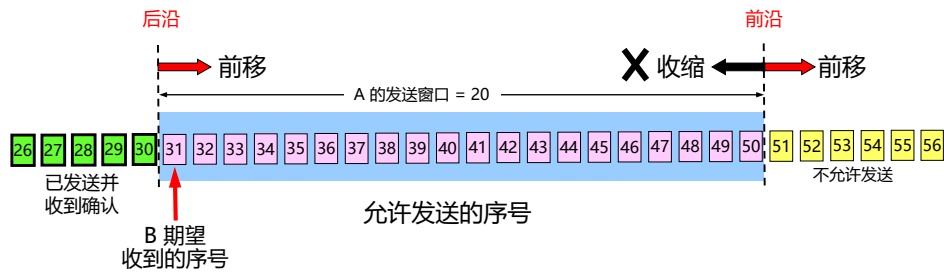 后沿 前沿
前移 收缩 前移
A 的发送窗口 = 20
26 27 28 29 30 31 32 33 34 35 36 37 38 39 40 41 42 43 44 45 46 47 48 49 50 51 52 53 54 55 56
已发送并
收到确认
不允许发送
允许发送的序号
B 期望
收到的序号